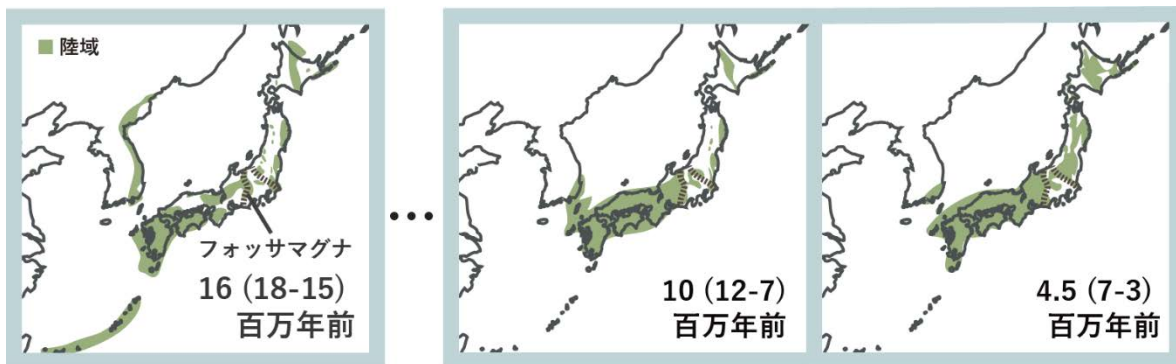 陸域
フォッサマグナ
16 (18-15)
百万年前
•••
10 (12-7)
百万年前
4.5 (7-3)
百万年前